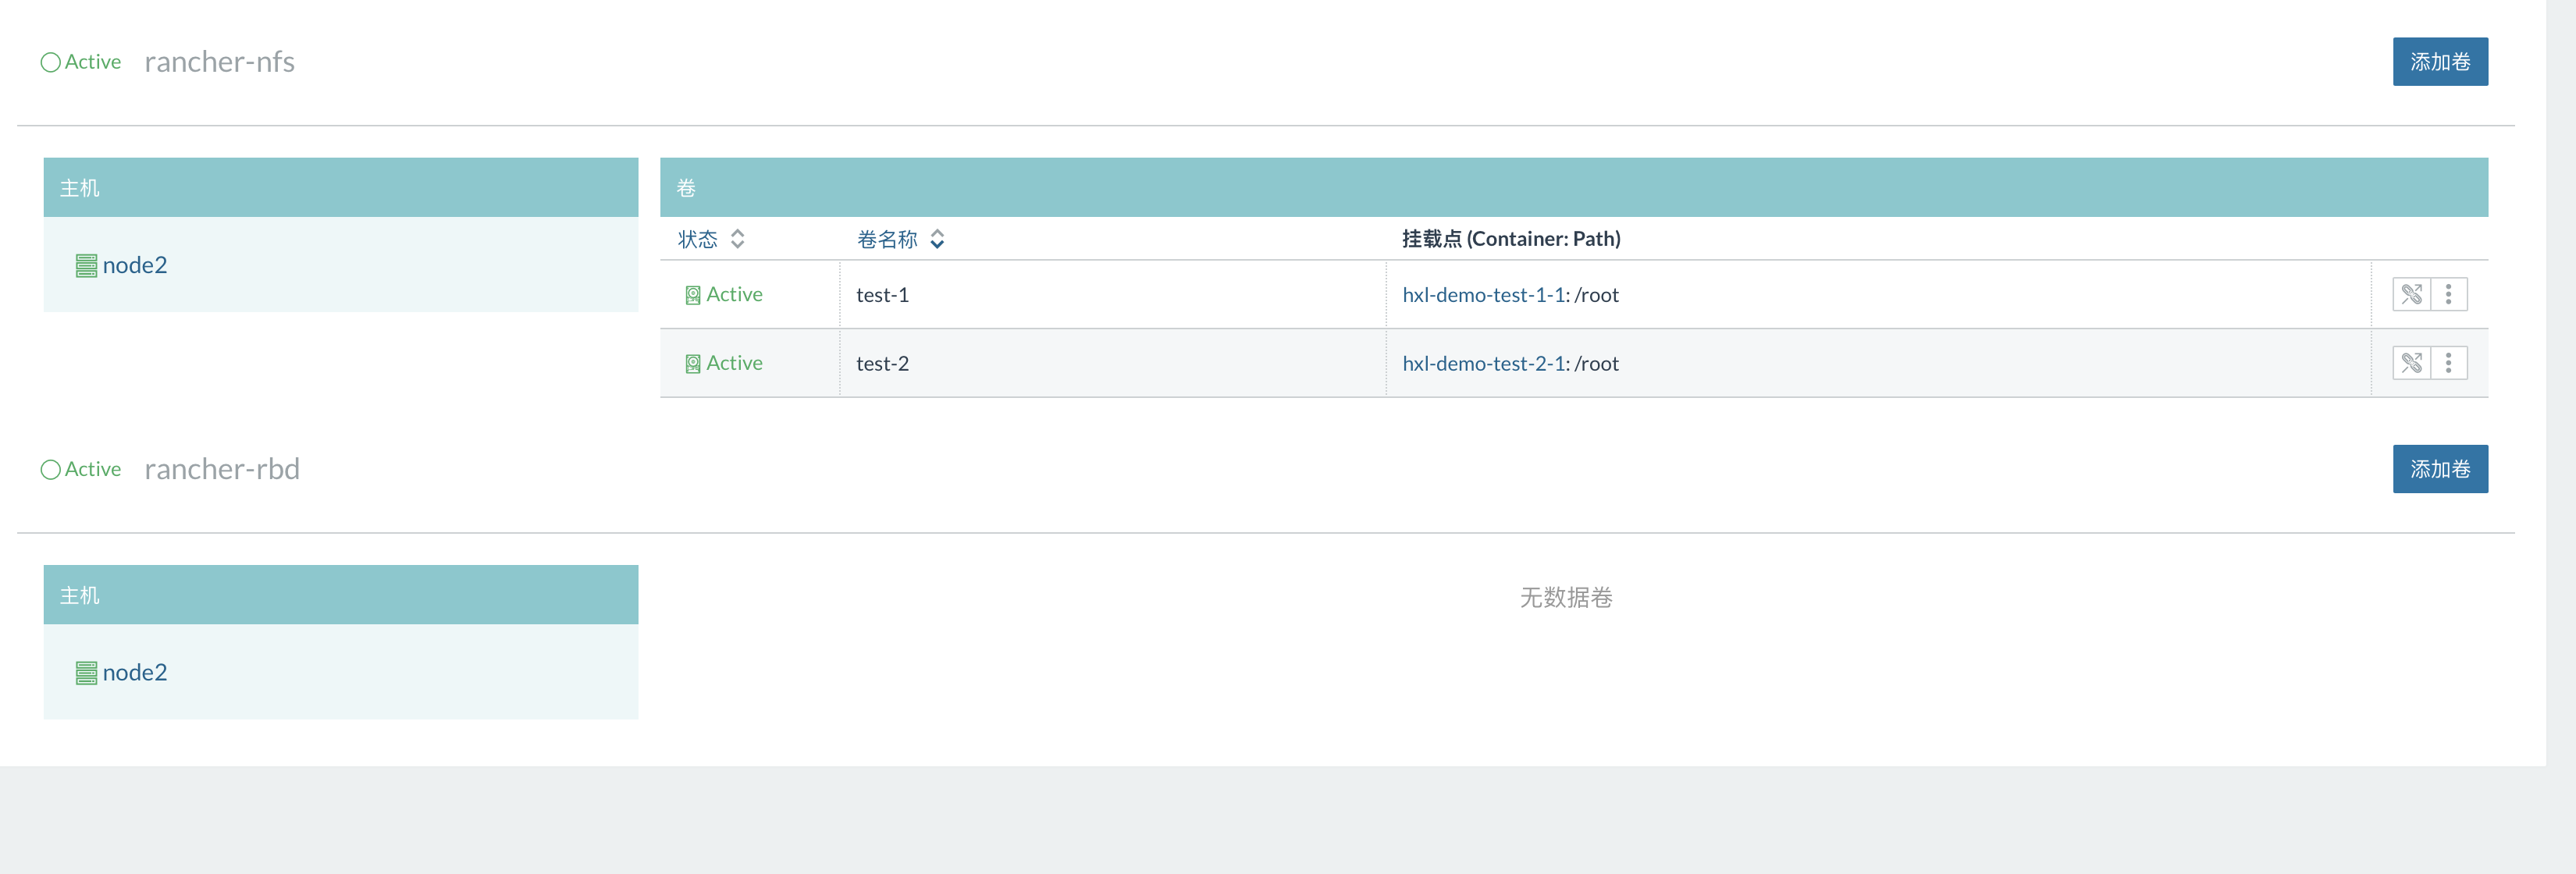 Active rancher-nfs 添加卷
主机
卷
node2
状态 卷名称 挂载点 (Container: Path)
Active test-1 hxl-demo-test-1-1: /root
Active test-2 hxl-demo-test-2-1: /root
Active rancher-rbd 添加卷
主机
无数据卷
node2